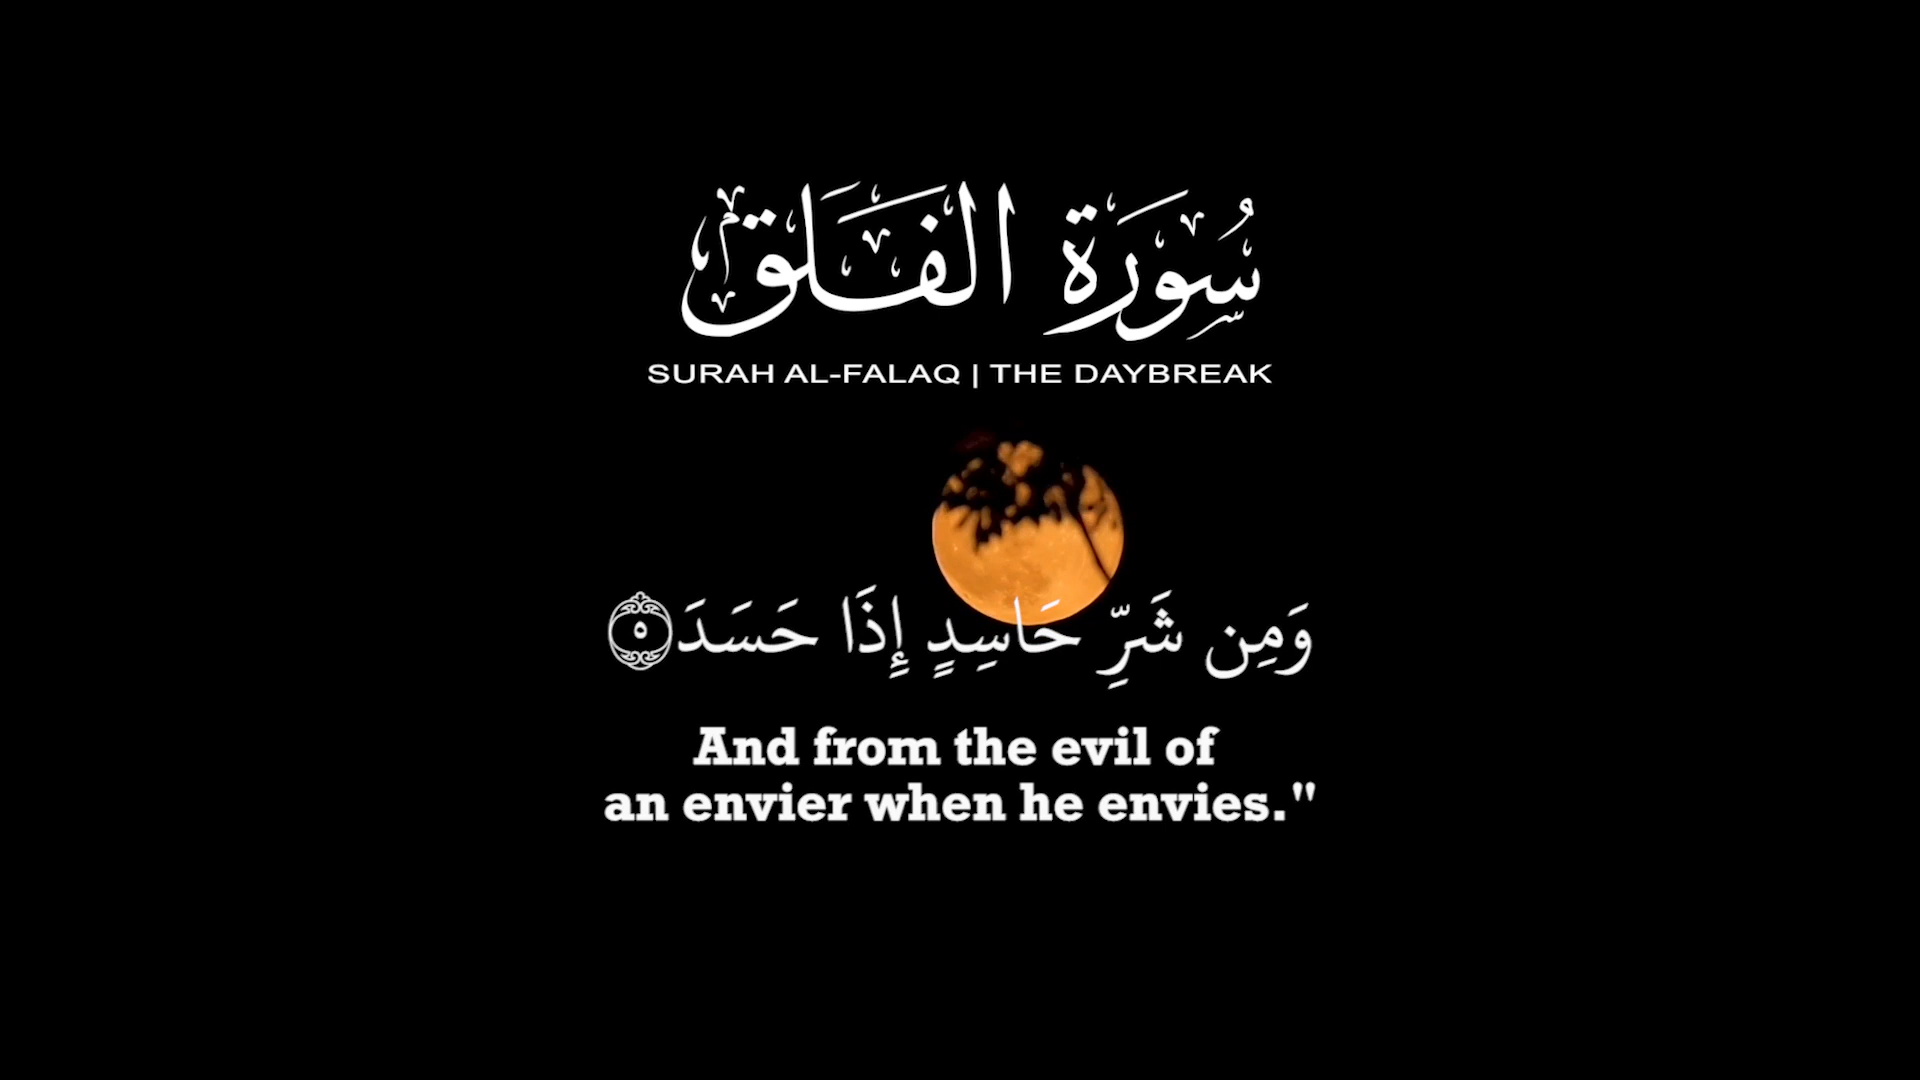 سُورَة الفَلَق
SURAH AL-FALAQ | THE DAYBREAK
وَمِن شَرِّ حَاسِدٍ إِذَا حَسَدَ ٥
And from the evil of
an envier when he envies."